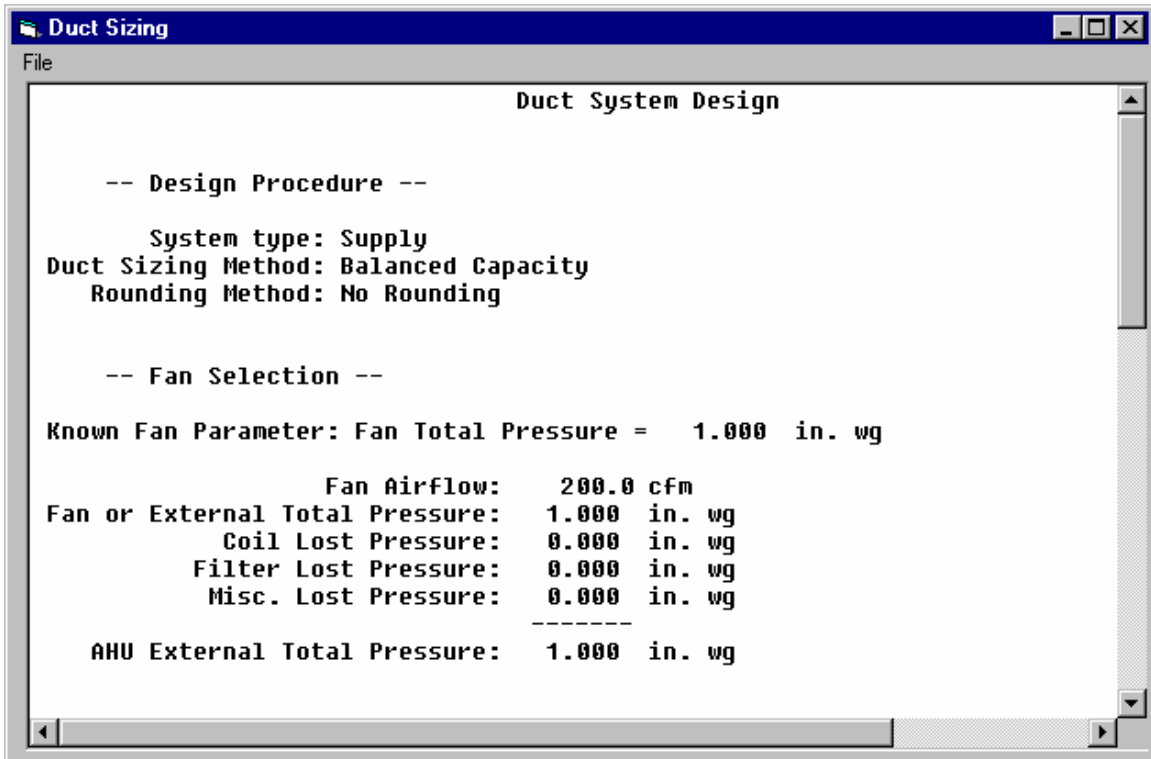 Duct Sizing
File
Duct System Design
-- Design Procedure --
System type: Supply
Duct Sizing Method: Balanced Capacity
Rounding Method: No Rounding
-- Fan Selection --
Known Fan Parameter: Fan Total Pressure = 1.000 in. wg
Fan Airflow: 200.0 cfm
Fan or External Total Pressure: 1.000 in. wg
Coil Lost Pressure: 0.000 in. wg
Filter Lost Pressure: 0.000 in. wg
Misc. Lost Pressure: 0.000 in. wg
-------
AHU External Total Pressure: 1.000 in. wg